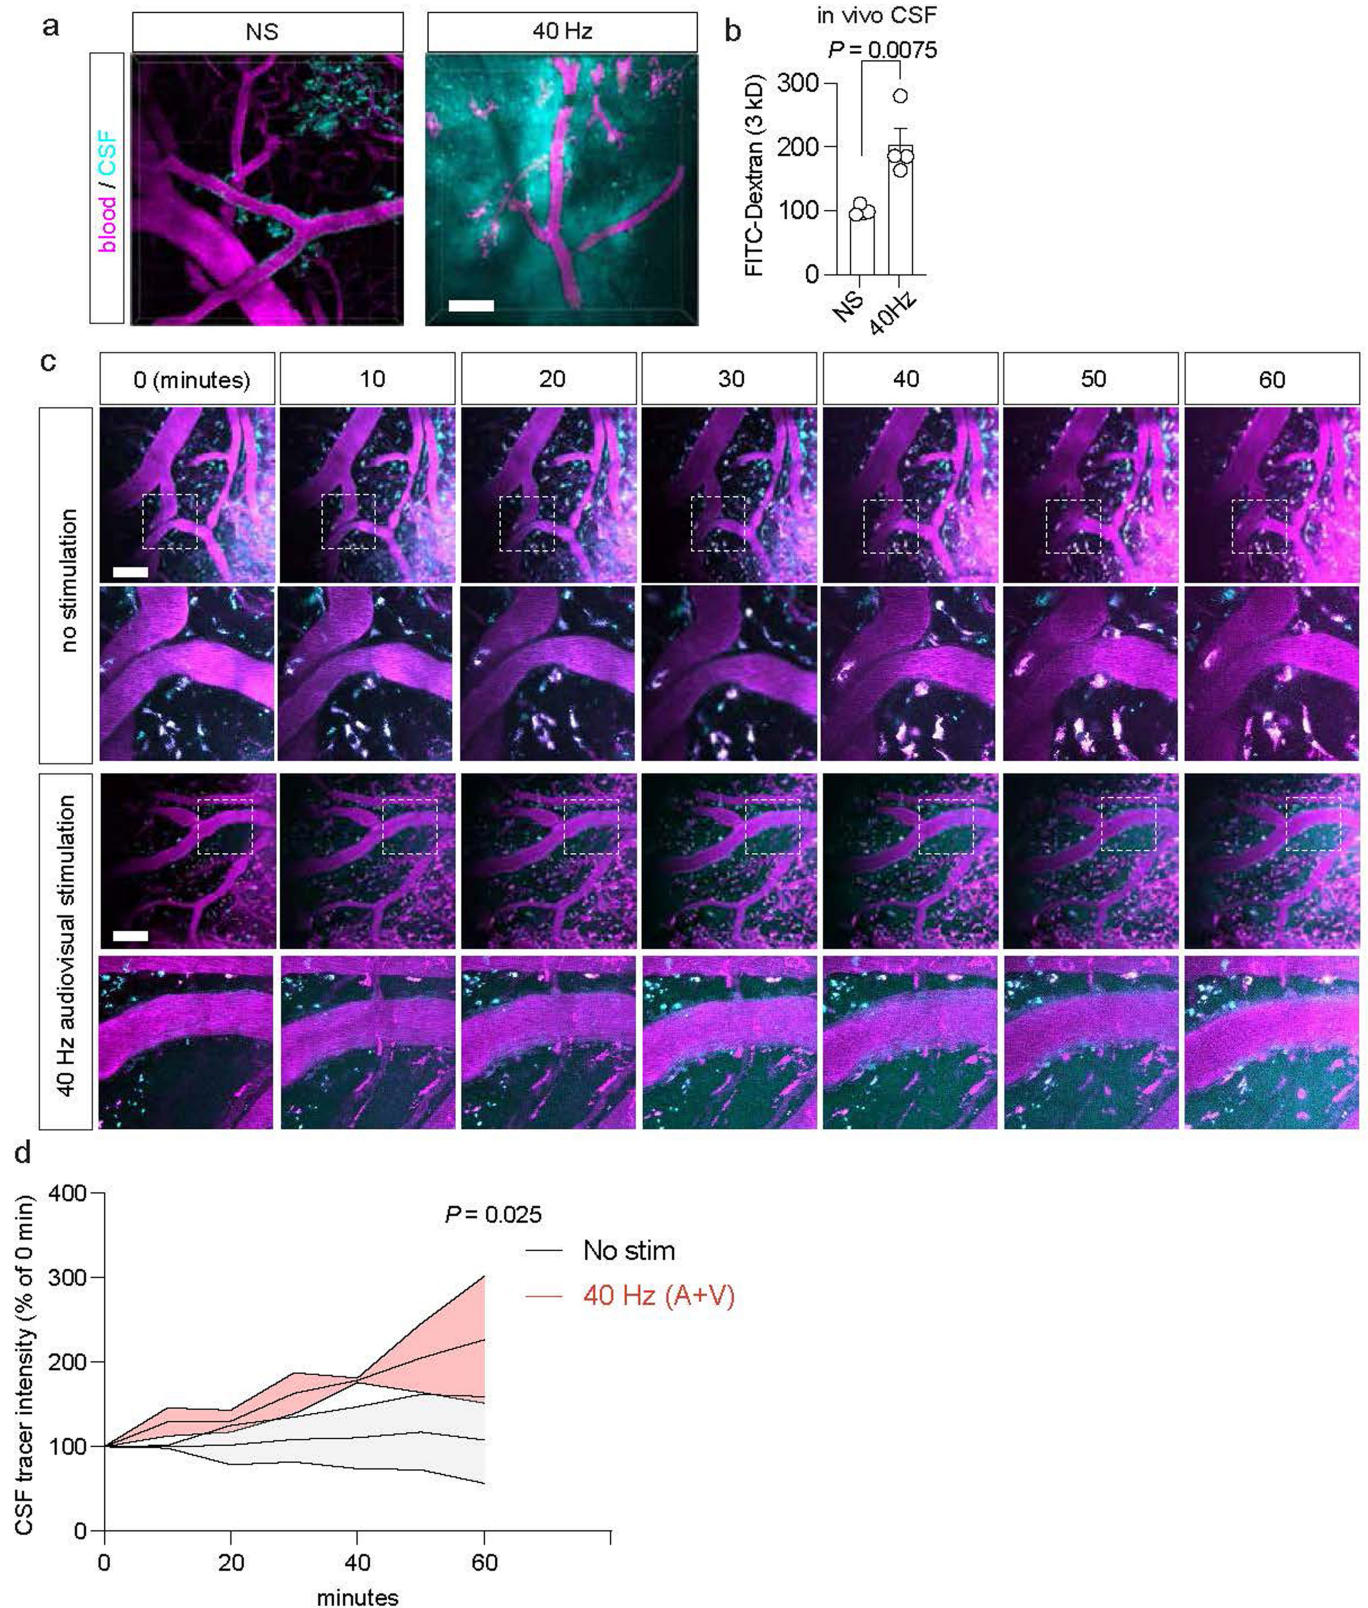 a
NS
40 Hz
blood / CSF
b
in vivo CSF
P = 0.0075
FITC-Dextran (3 kD)
300
200
100
0
NS
40Hz
c
0 (minutes)
10
20
30
40
50
60
no stimulation
40 Hz audiovisual stimulation
d
CSF tracer intensity (% of 0 min)
400
300
200
100
0
P = 0.025
No stim
40 Hz (A+V)
0
20
40
60
minutes